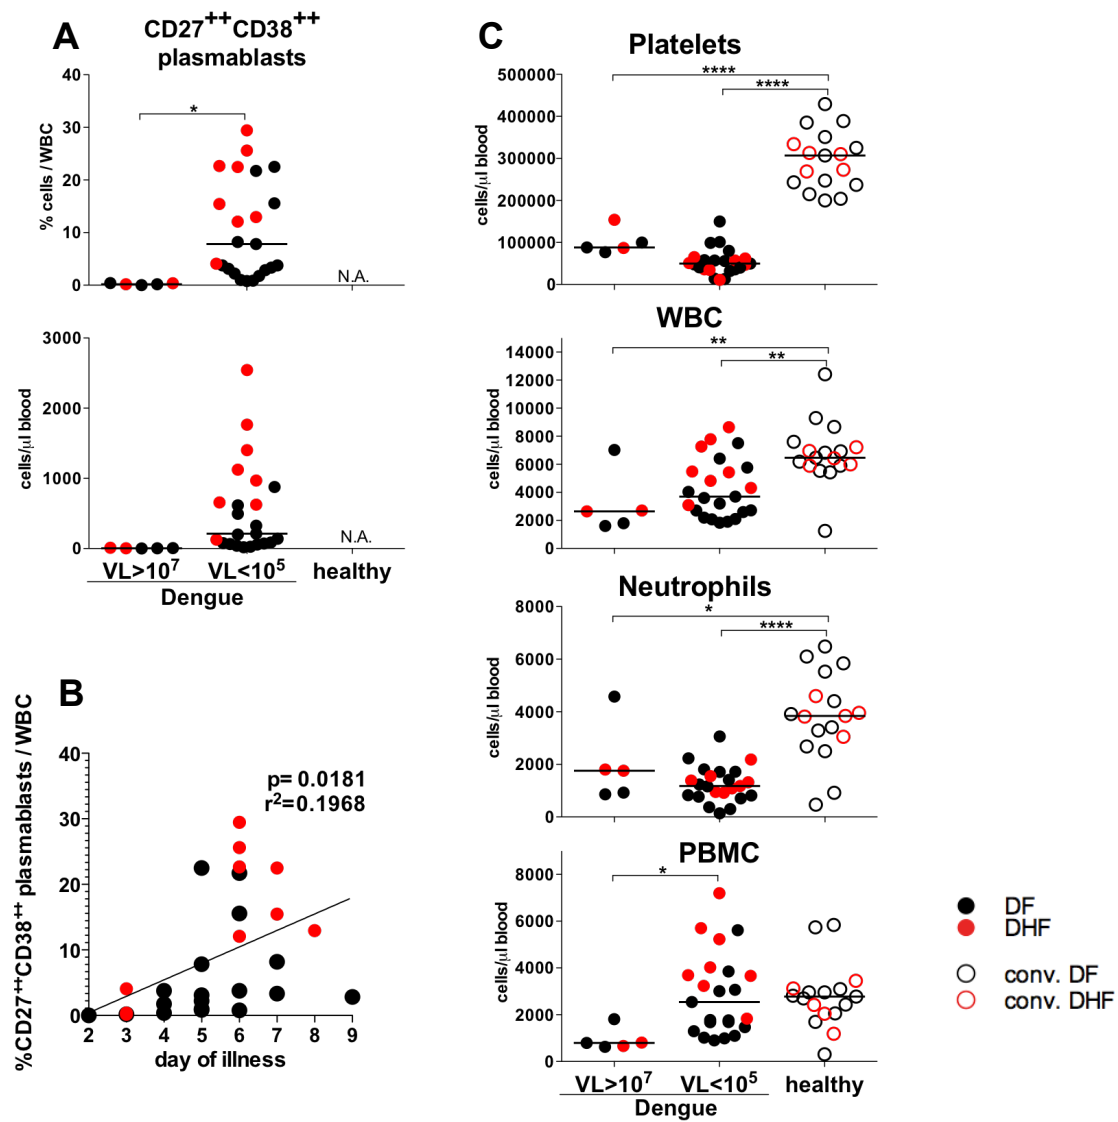 A
CD27++CD38++
plasmablasts
% cells / WBC
40
30
20
10
0
*
N.A.
cells/µl blood
3000
2000
1000
0
N.A.
VL>10⁷
VL<10⁵
healthy
Dengue
B
%CD27++CD38++ plasmablasts / WBC
40
30
20
10
0
p= 0.0181
r²=0.1968
2 3 4 5 6 7 8 9
day of illness
C
Platelets
cells/µl blood
500000
400000
300000
200000
100000
0
****
****
WBC
cells/µl blood
14000
12000
10000
8000
6000
4000
2000
0
**
**
Neutrophils
cells/µl blood
8000
6000
4000
2000
0
*
****
PBMC
cells/µl blood
8000
6000
4000
2000
0
*
VL>10⁷
VL<10⁵
healthy
Dengue
DF
DHF
conv. DF
conv. DHF